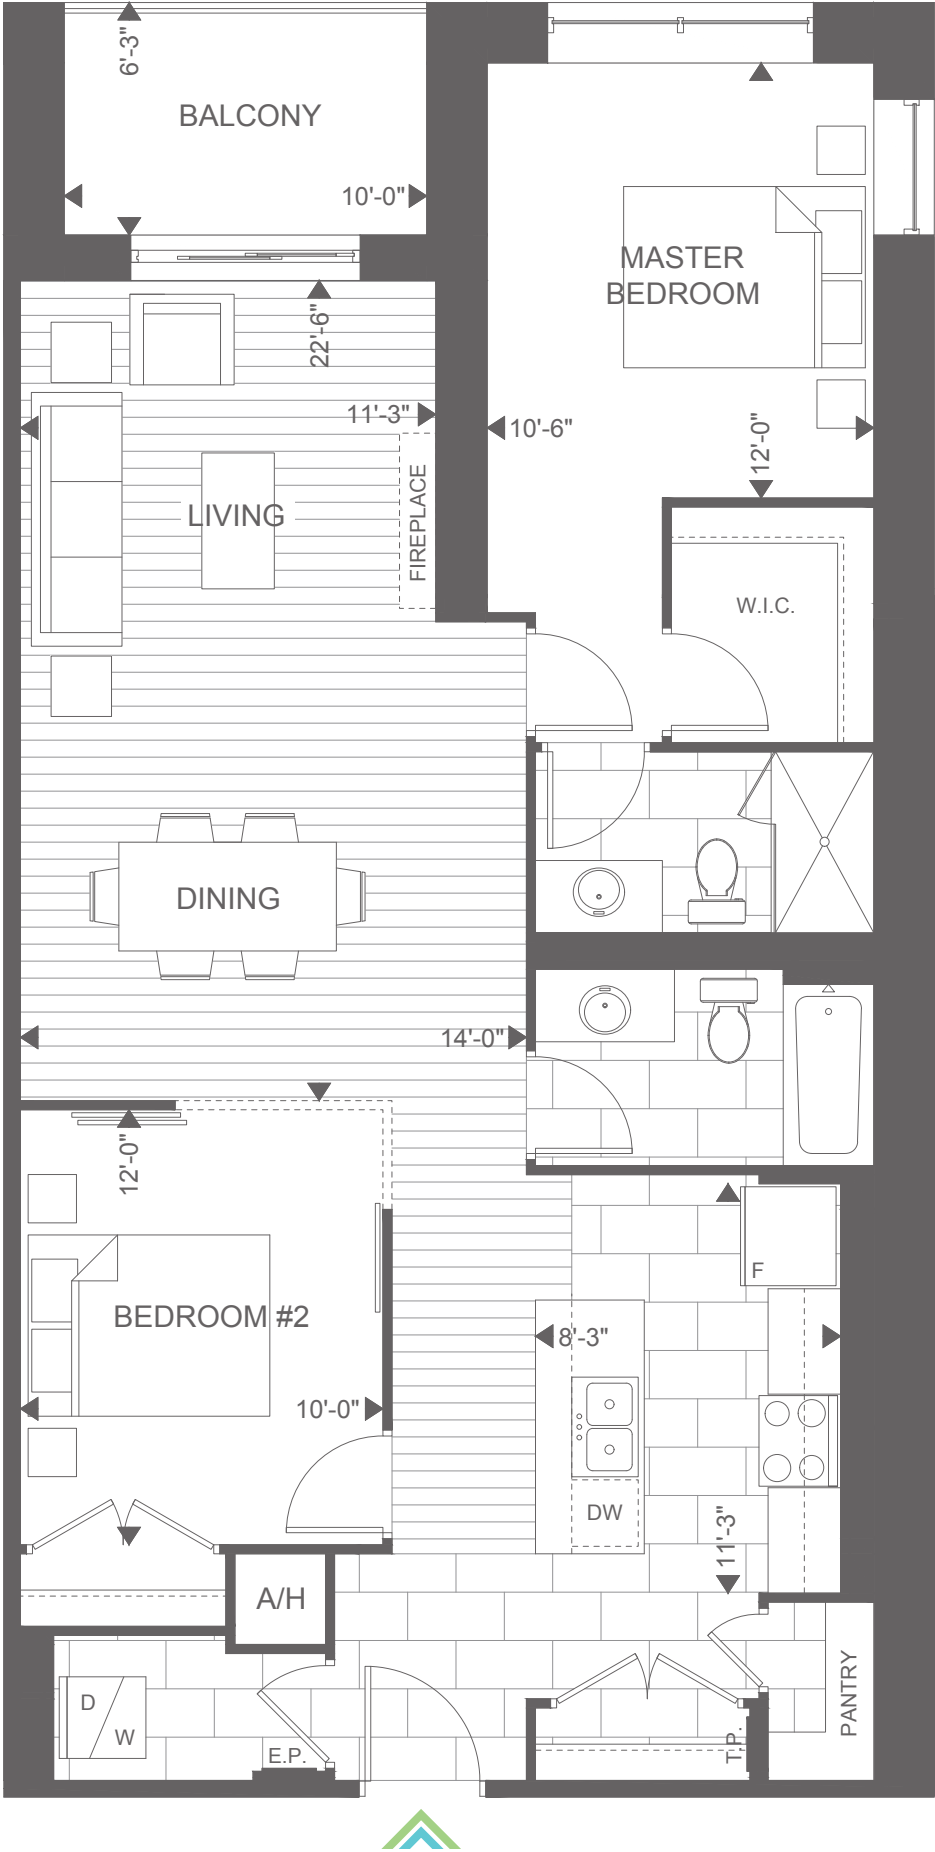 6'-3"
BALCONY
10'-0"
MASTER
BEDROOM
22'-6"
11'-3"
10'-6"
12'-0"
FIREPLACE
LIVING
W.I.C.
DINING
14'-0"
12'-0"
F
BEDROOM #2
8'-3"
10'-0"
DW
11'-3"
A/H
PANTRY
D
W
E.P.
T.P.